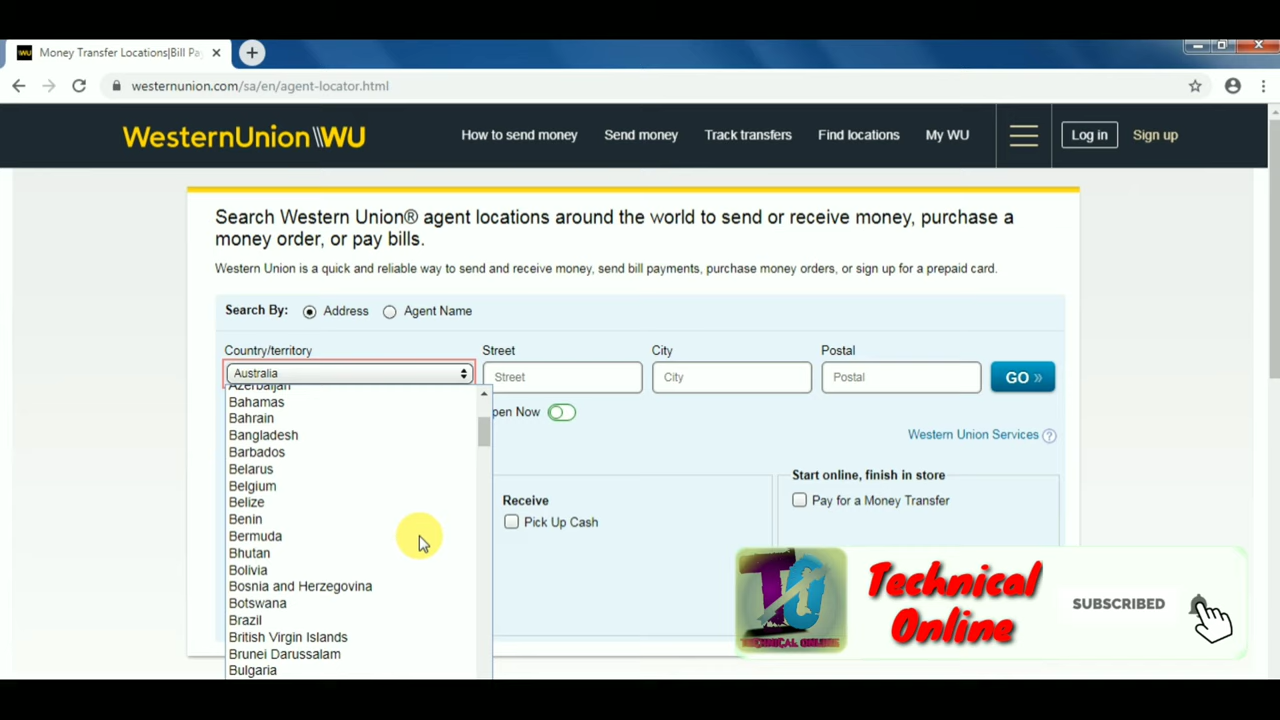 Money Transfer Locations|Bill Pa
westernunion.com/sa/en/agent-locator.html
WesternUnion WU
How to send money
Send money
Track transfers
Find locations
My WU
Log in
Sign up
Search Western Union® agent locations around the world to send or receive money, purchase a
money order, or pay bills.
Western Union is a quick and reliable way to send and receive money, send bill payments, purchase money orders, or sign up for a prepaid card.
Search By:
Address
Agent Name
Country/territory
Street
City
Postal
Australia
Street
City
Postal
GO »
Azerbaijan
Bahamas
Bahrain
Bangladesh
Barbados
Belarus
Belgium
Belize
Benin
Bermuda
Bhutan
Bolivia
Bosnia and Herzegovina
Botswana
Brazil
British Virgin Islands
Brunei Darussalam
Bulgaria
pen Now
Western Union Services ?
Receive
Pick Up Cash
Start online, finish in store
Pay for a Money Transfer
TECHNICAL ONLINE
Technical
Online
SUBSCRIBED